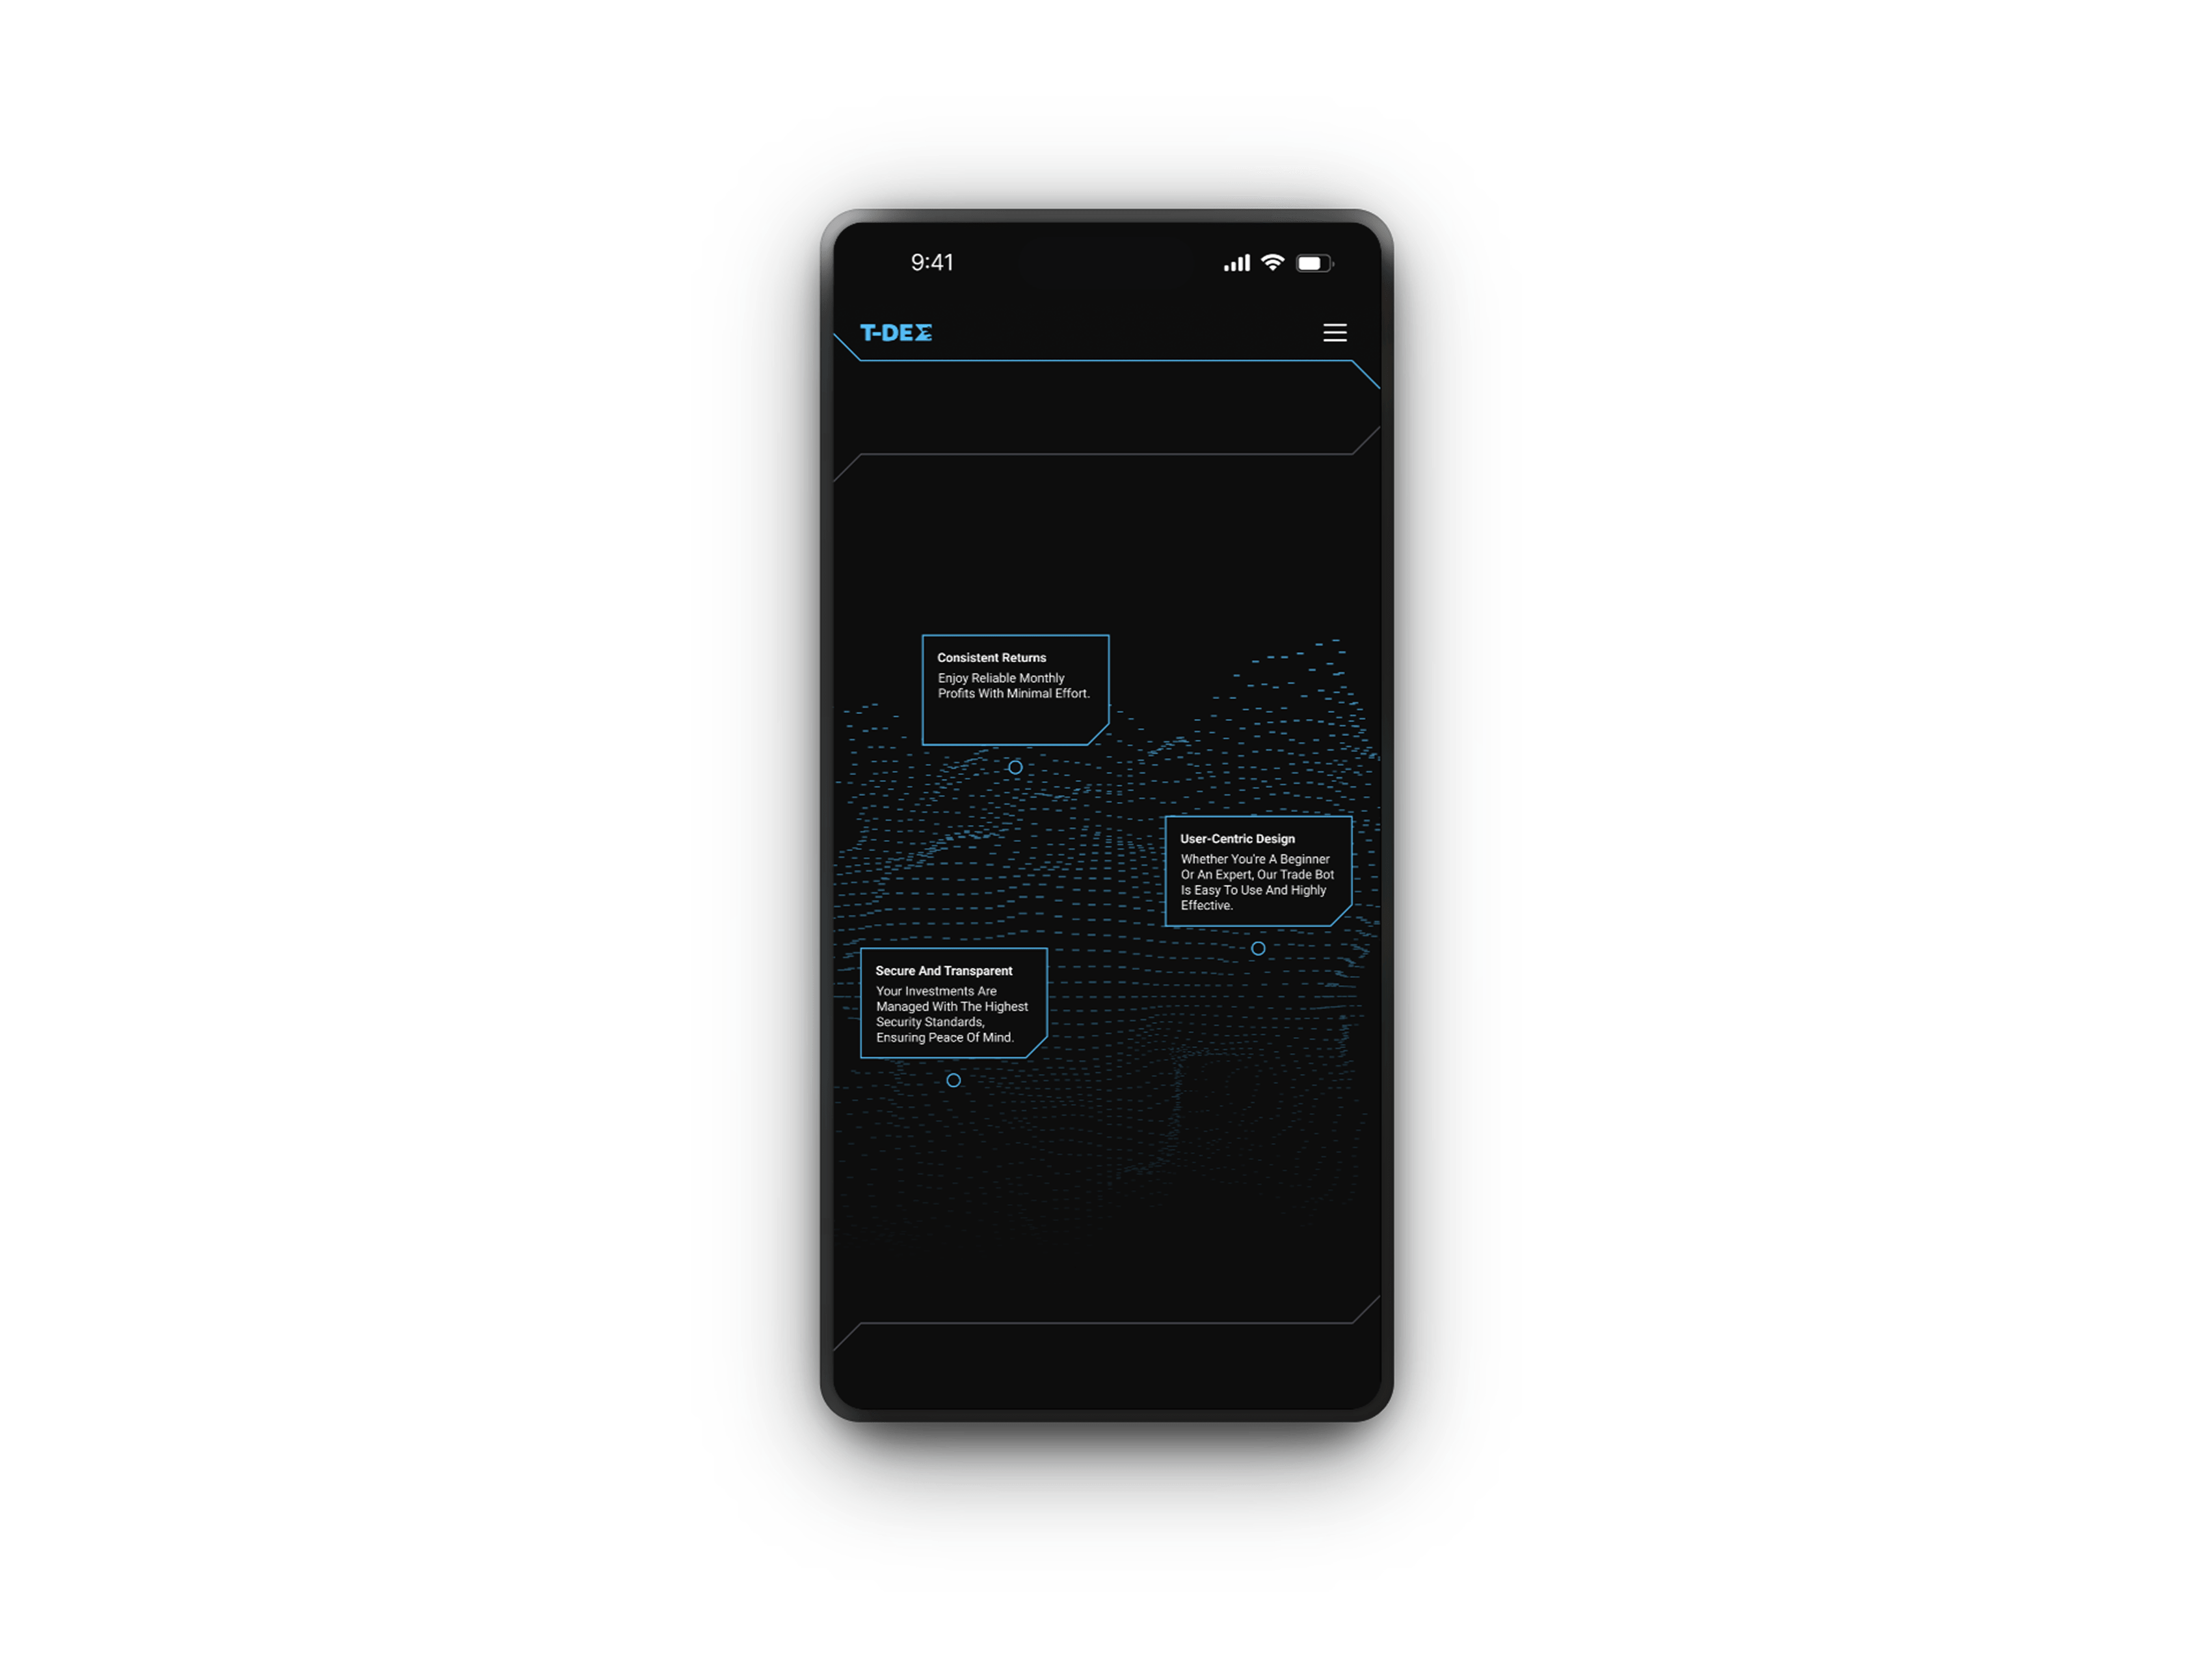 9:41
T-DEX
Consistent Returns
Enjoy Reliable Monthly
Profits With Minimal Effort.
User-Centric Design
Whether You're A Beginner
Or An Expert, Our Trade Bot
Is Easy To Use And Highly
Effective.
Secure And Transparent
Your Investments Are
Managed With The Highest
Security Standards,
Ensuring Peace Of Mind.